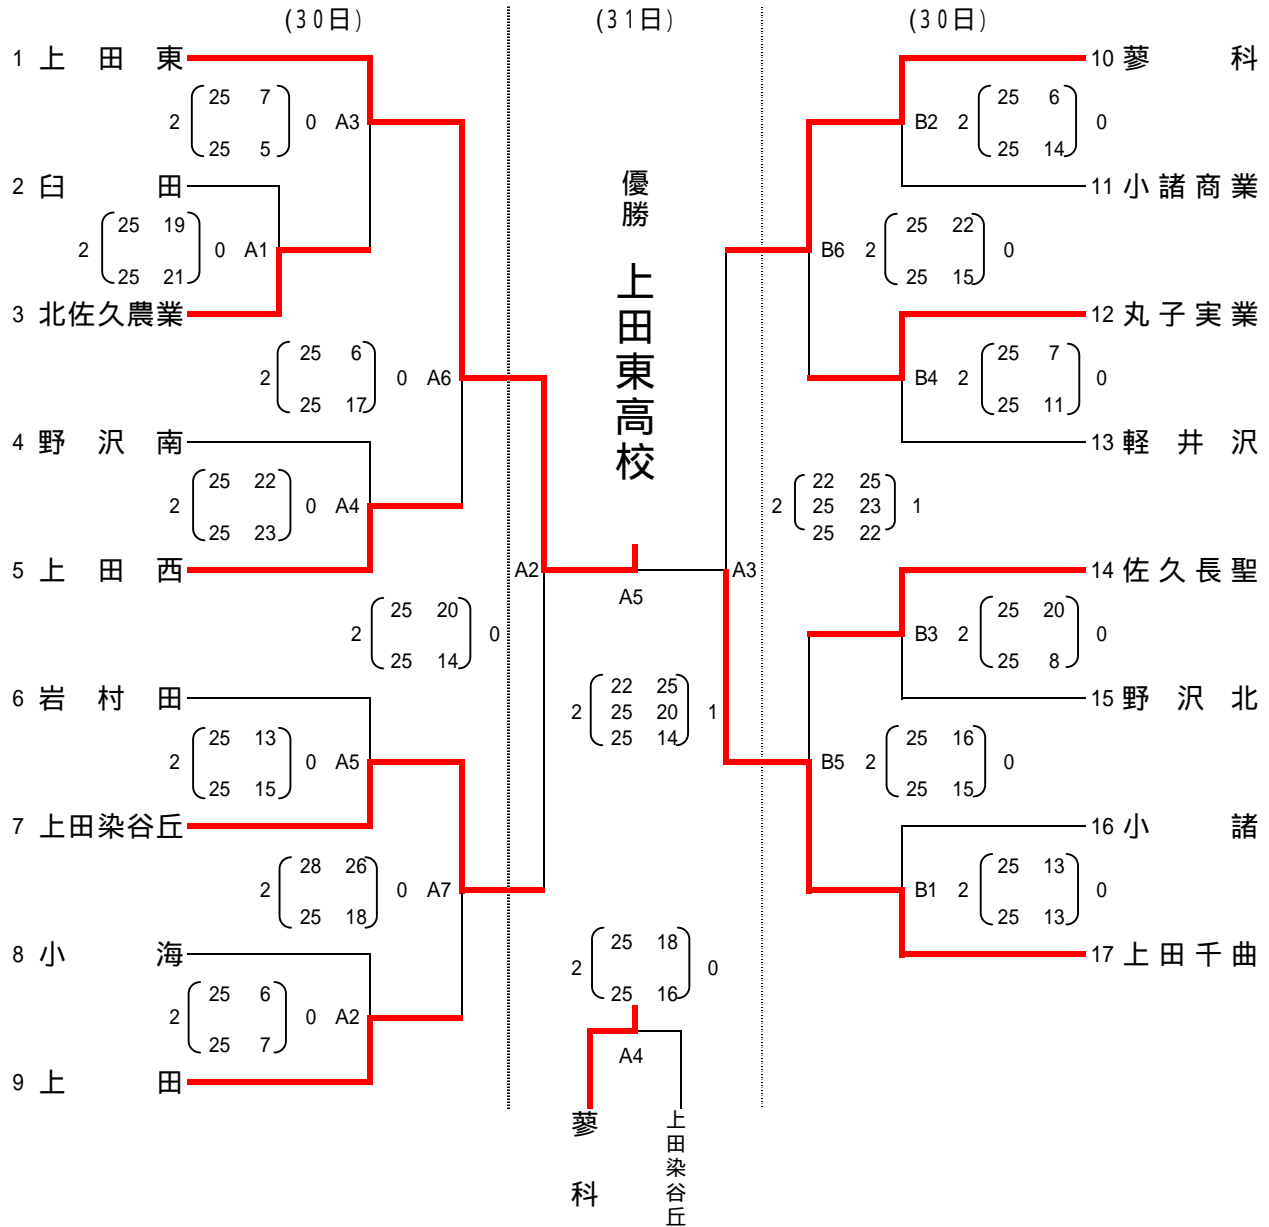 (30日) (31日) (30日)
1 上田東
25 7
2 0 A3
25 5
2 臼田
25 19
2 0 A1
25 21
3 北佐久農業
25 6
2 0 A6
25 17
4 野沢南
25 22
2 0 A4
25 23
5 上田西
A2
25 20
2 0
25 14
6 岩村田
25 13
2 0 A5
25 15
7 上田染谷丘
28 26
2 0 A7
25 18
8 小海
25 6
2 0 A2
25 7
9 上田
優勝 上田東高校
A5
22 25
2 25 20 1
25 14
25 18
2 0
25 16
A4
蓼科
上田染谷丘
10 蓼科
25 6
B2 2 0
25 14
11 小諸商業
25 22
B6 2 0
25 15
12 丸子実業
25 7
B4 2 0
25 11
13 軽井沢
22 25
2 25 23 1
25 22
A3
14 佐久長聖
25 20
B3 2 0
25 8
15 野沢北
25 16
B5 2 0
25 15
16 小諸
25 13
B1 2 0
25 13
17 上田千曲